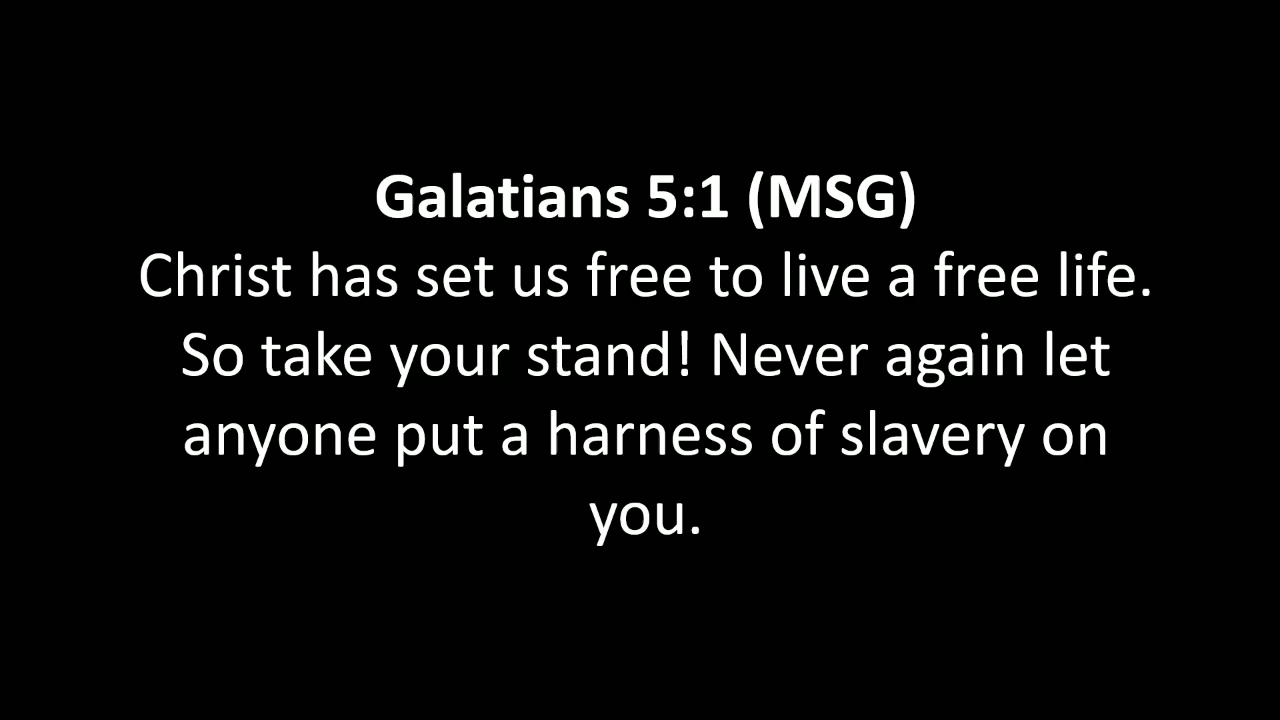 Galatians 5:1 (MSG)
Christ has set us free to live a free life.
So take your stand! Never again let
anyone put a harness of slavery on
you.